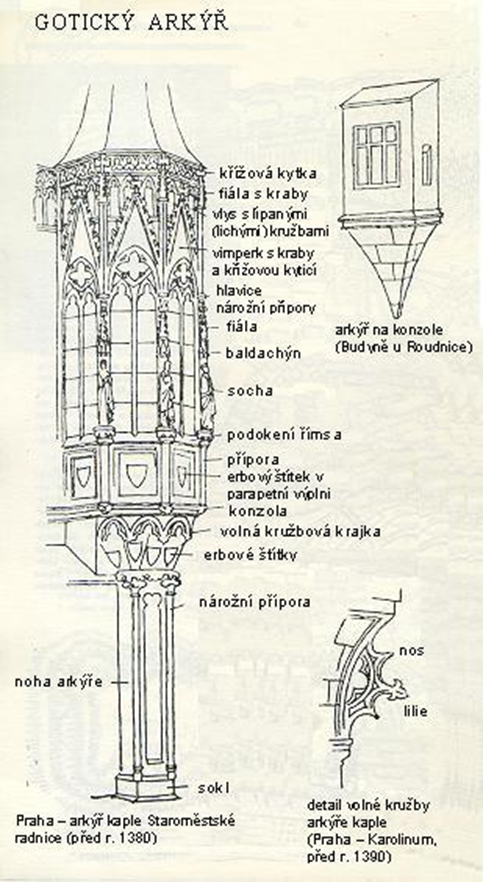 GOTICKÝ ARKÝŘ
křížová kytka
fiála s kraby
vlys s lipanými
(lichými) kružbami
vimperk s kraby
a křížovou kyticí
hlavice
nárožní přípory
fiála
baldachýn
socha
podokení římsa
přípora
erbový štítek v
parapetní výplni
konzola
volná kružbová krajka
erbové štítky
nárožní přípora
noha arkýře
sokl
Praha – arkýř kaple Staroměstské
radnice (před r. 1380)
arkýř na konzole
(Budyně u Roudnice)
nos
lilie
detail volné kružby
arkýře kaple
(Praha – Karolinum,
před r. 1390)